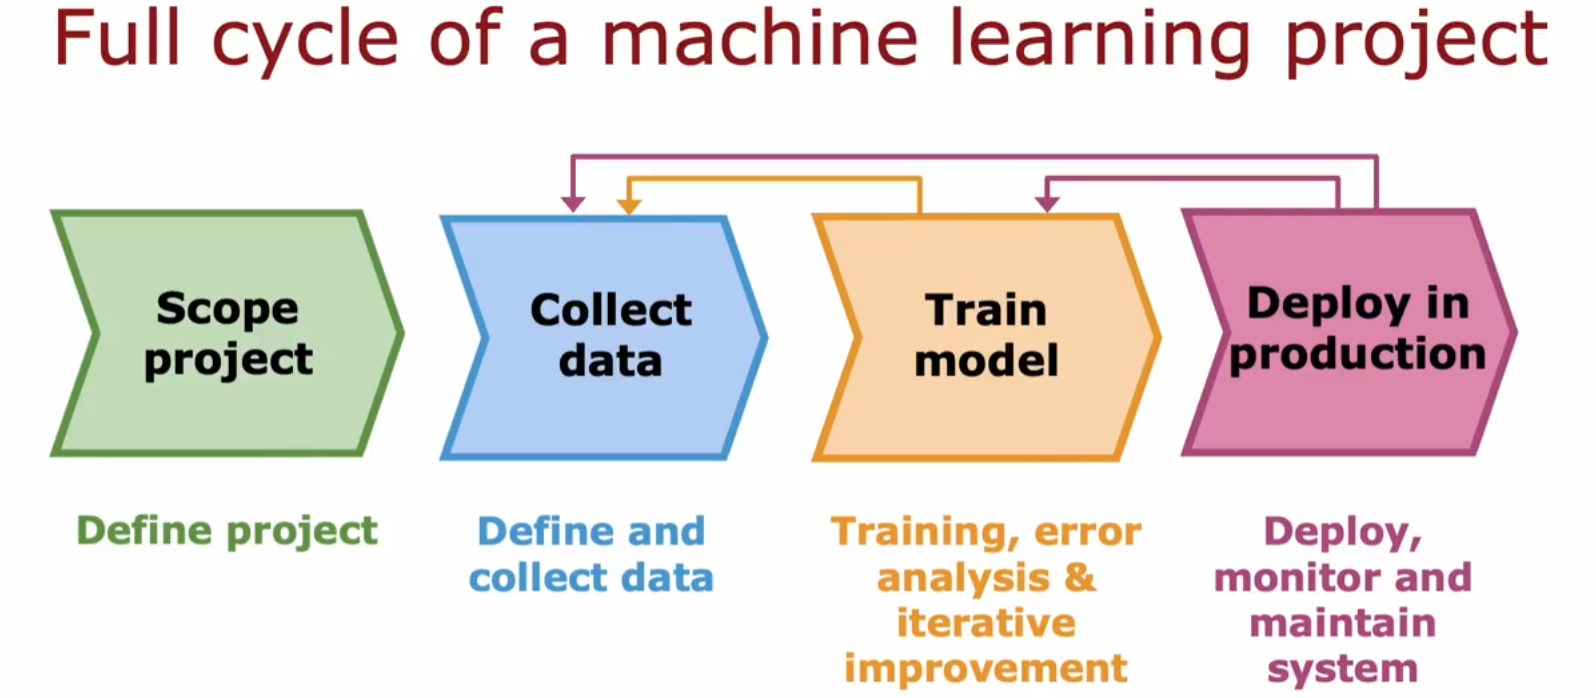 Full cycle of a machine learning project
Scope
project
Collect
data
Train
model
Deploy in
production
Define project
Define and
collect data
Training, error
analysis &
iterative
improvement
Deploy,
monitor and
maintain
system